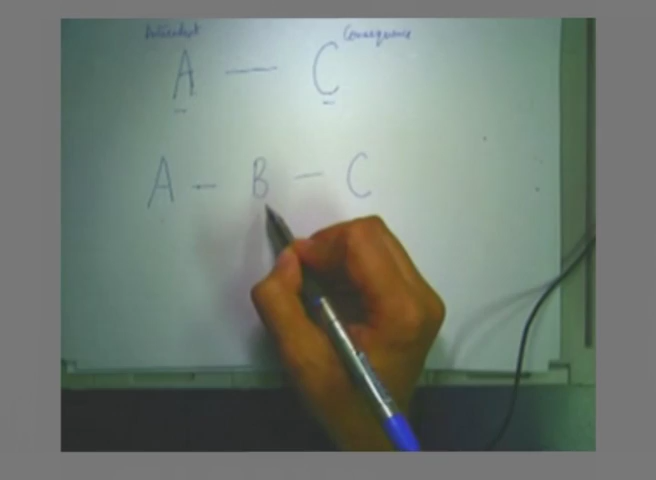 Antecedent Consequence
A — C
A — B — C